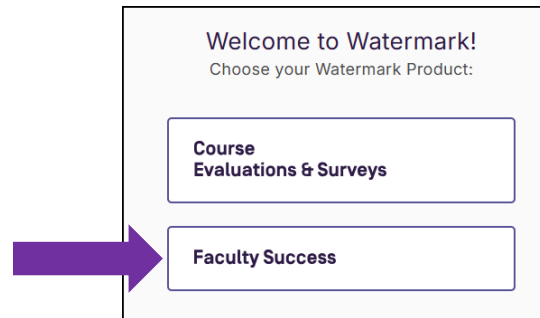 Welcome to Watermark!
Choose your Watermark Product:
Course
Evaluations & Surveys
Faculty Success